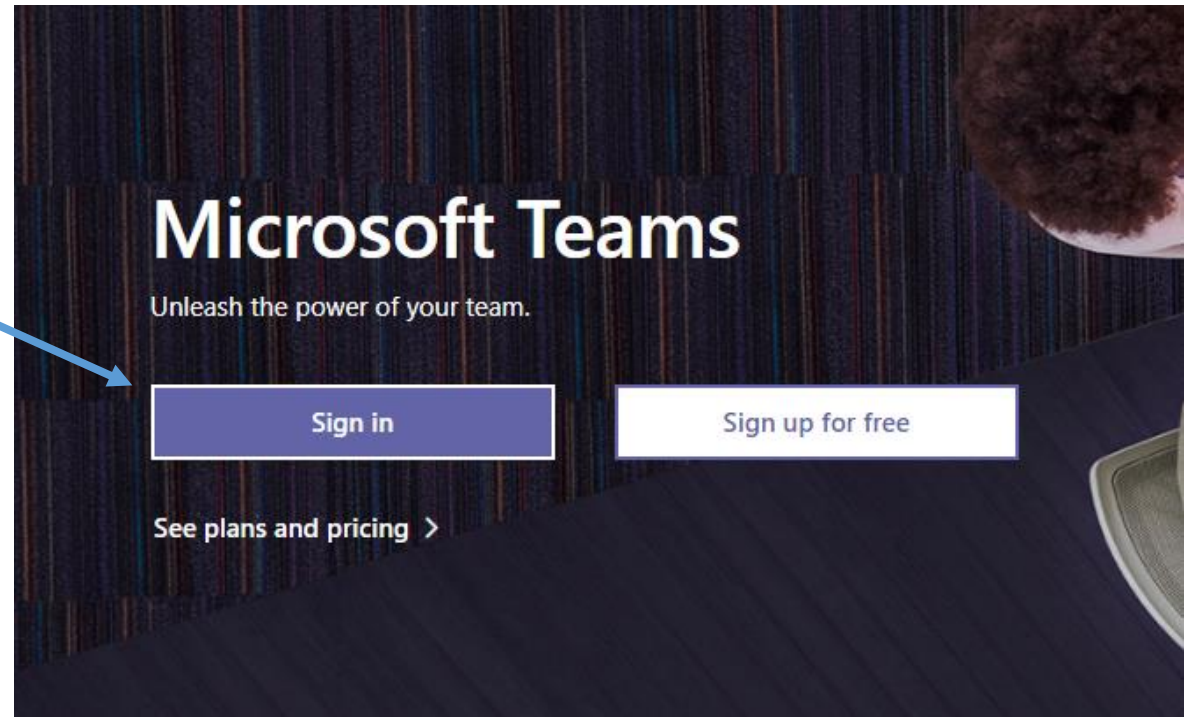 Microsoft Teams
Unleash the power of your team.
Sign in
Sign up for free
See plans and pricing >